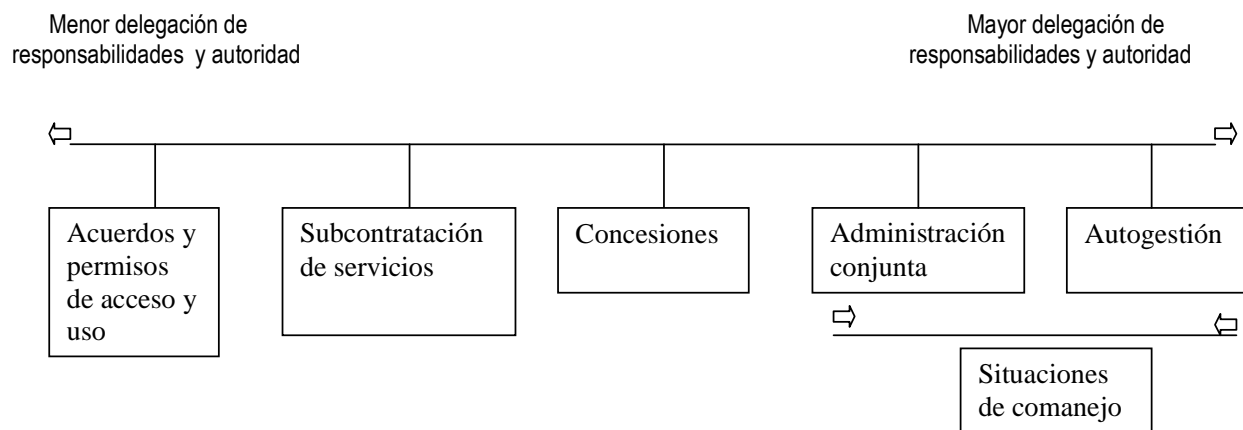 Menor delegación de
responsabilidades y autoridad
Mayor delegación de
responsabilidades y autoridad
Acuerdos y
permisos
de acceso y
uso
Subcontratación
de servicios
Concesiones
Administración
conjunta
Autogestión
Situaciones
de comanejo